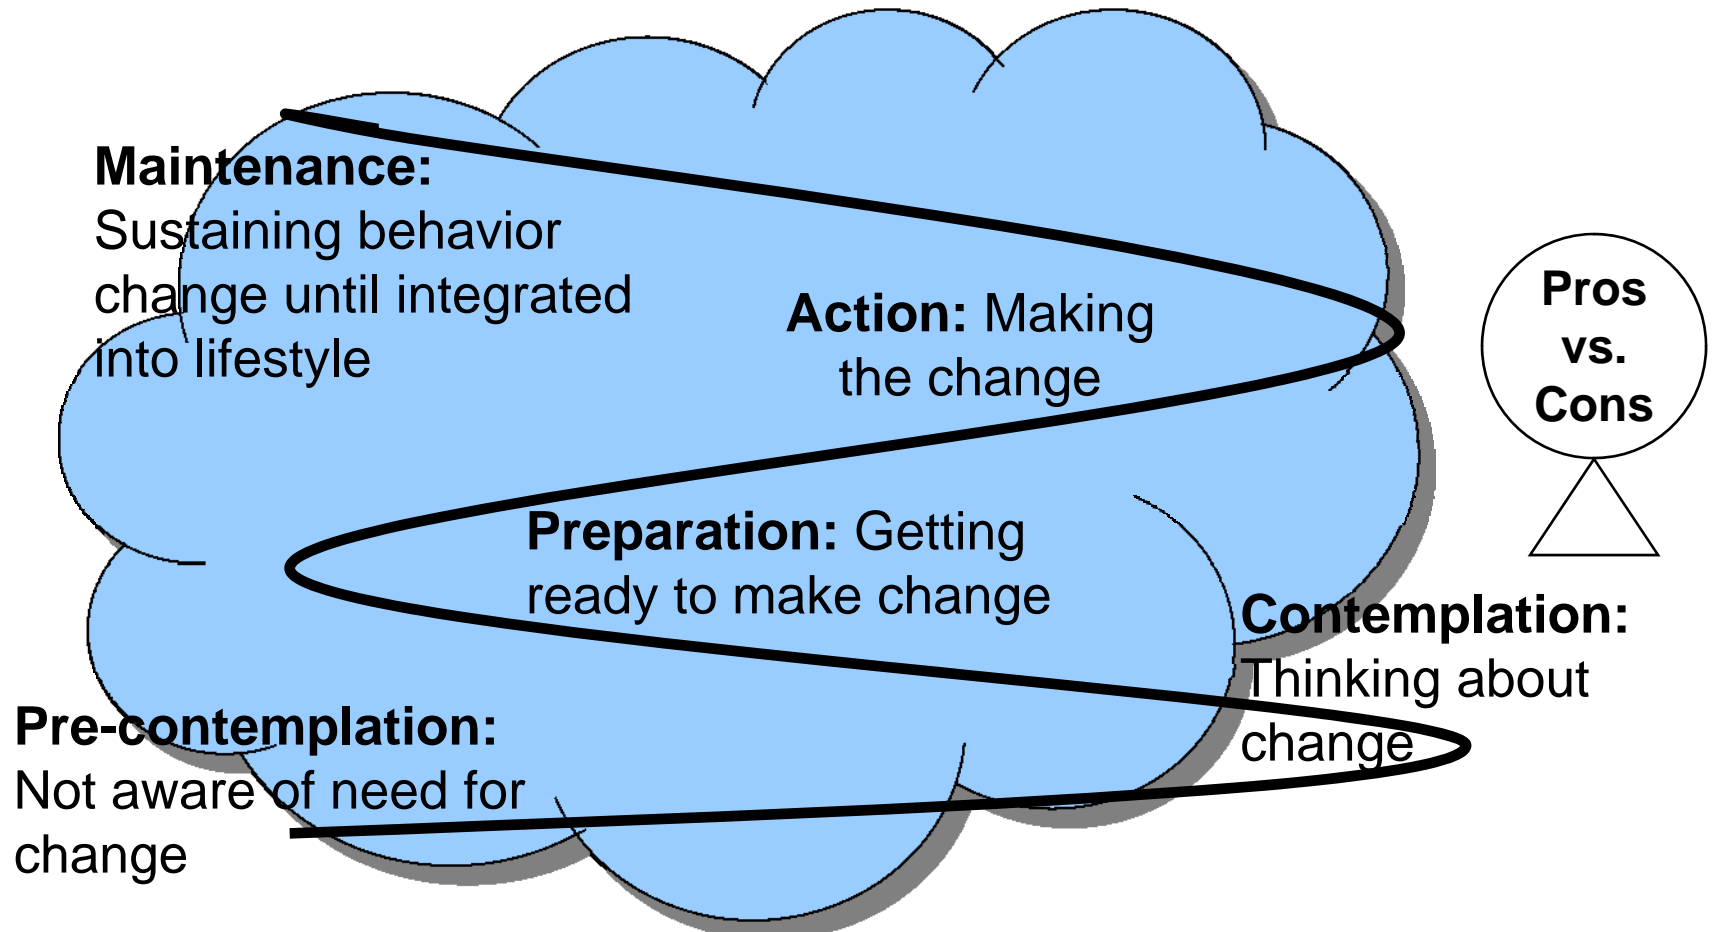 Maintenance:
Sustaining behavior
change until integrated
into lifestyle
Action: Making
the change
Pros
vs.
Cons
Preparation: Getting
ready to make change
Contemplation:
Thinking about
change
Pre-contemplation:
Not aware of need for
change